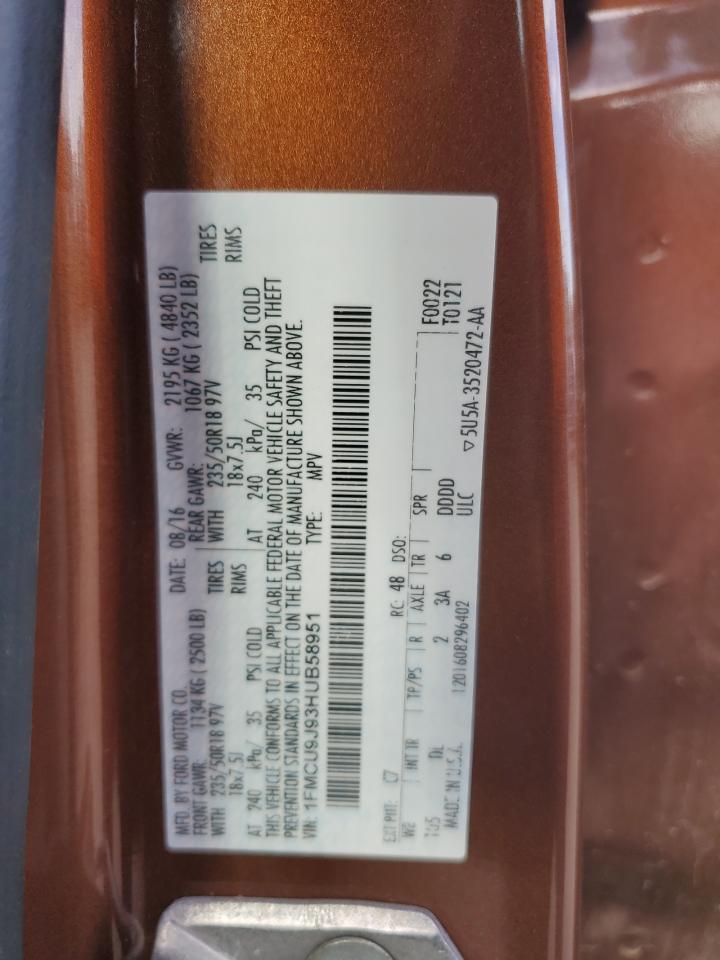 MFD. BY FORD MOTOR CO. DATE: 08/16 GVWR: 2195 KG ( 4840 LB)
FRONT GAWR: 1134 KG ( 2500 LB) REAR GAWR: 1067 KG ( 2352 LB)
WITH 235/50R18 97V TIRES WITH 235/50R18 97V TIRES
18x7.5J RIMS 18x7.5J RIMS
AT 240 kPa/ 35 PSI COLD AT 240 kPa/ 35 PSI COLD
THIS VEHICLE CONFORMS TO ALL APPLICABLE FEDERAL MOTOR VEHICLE SAFETY AND THEFT
PREVENTION STANDARDS IN EFFECT ON THE DATE OF MANUFACTURE SHOWN ABOVE.
VIN: 1FMCU9J93HUB58951 TYPE: MPV
EXT PNT: RC: 48 DSO: F0022
WB INT TR TP/PS R AXLE TR SPR T0121
DL 2 3A 6 DDDD ▽5U5A-3520472-AA
MADE IN U.S.A. 1201608296402 ULC